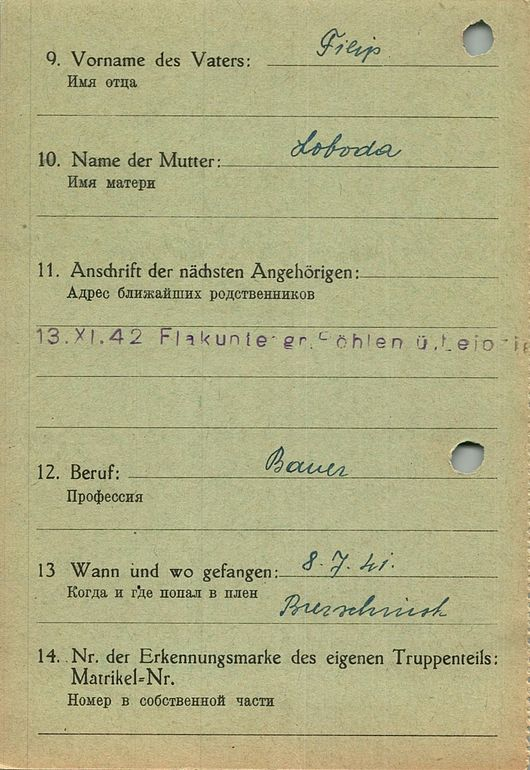 9. Vorname des Vaters: Filip
Имя отца
10. Name der Mutter: Loboda
Имя матери
11. Anschrift der nächsten Angehörigen:
Адрес ближайших родственников
13.XI.42 Flakuntergr. ü.Leip
12. Beruf: Bauer
Профессия
13 Wann und wo gefangen: 8.7.41.
Когда и где попал в плен
14. Nr. der Erkennungsmarke des eigenen Truppenteils:
Matrikel=Nr.
Номер в собственной части